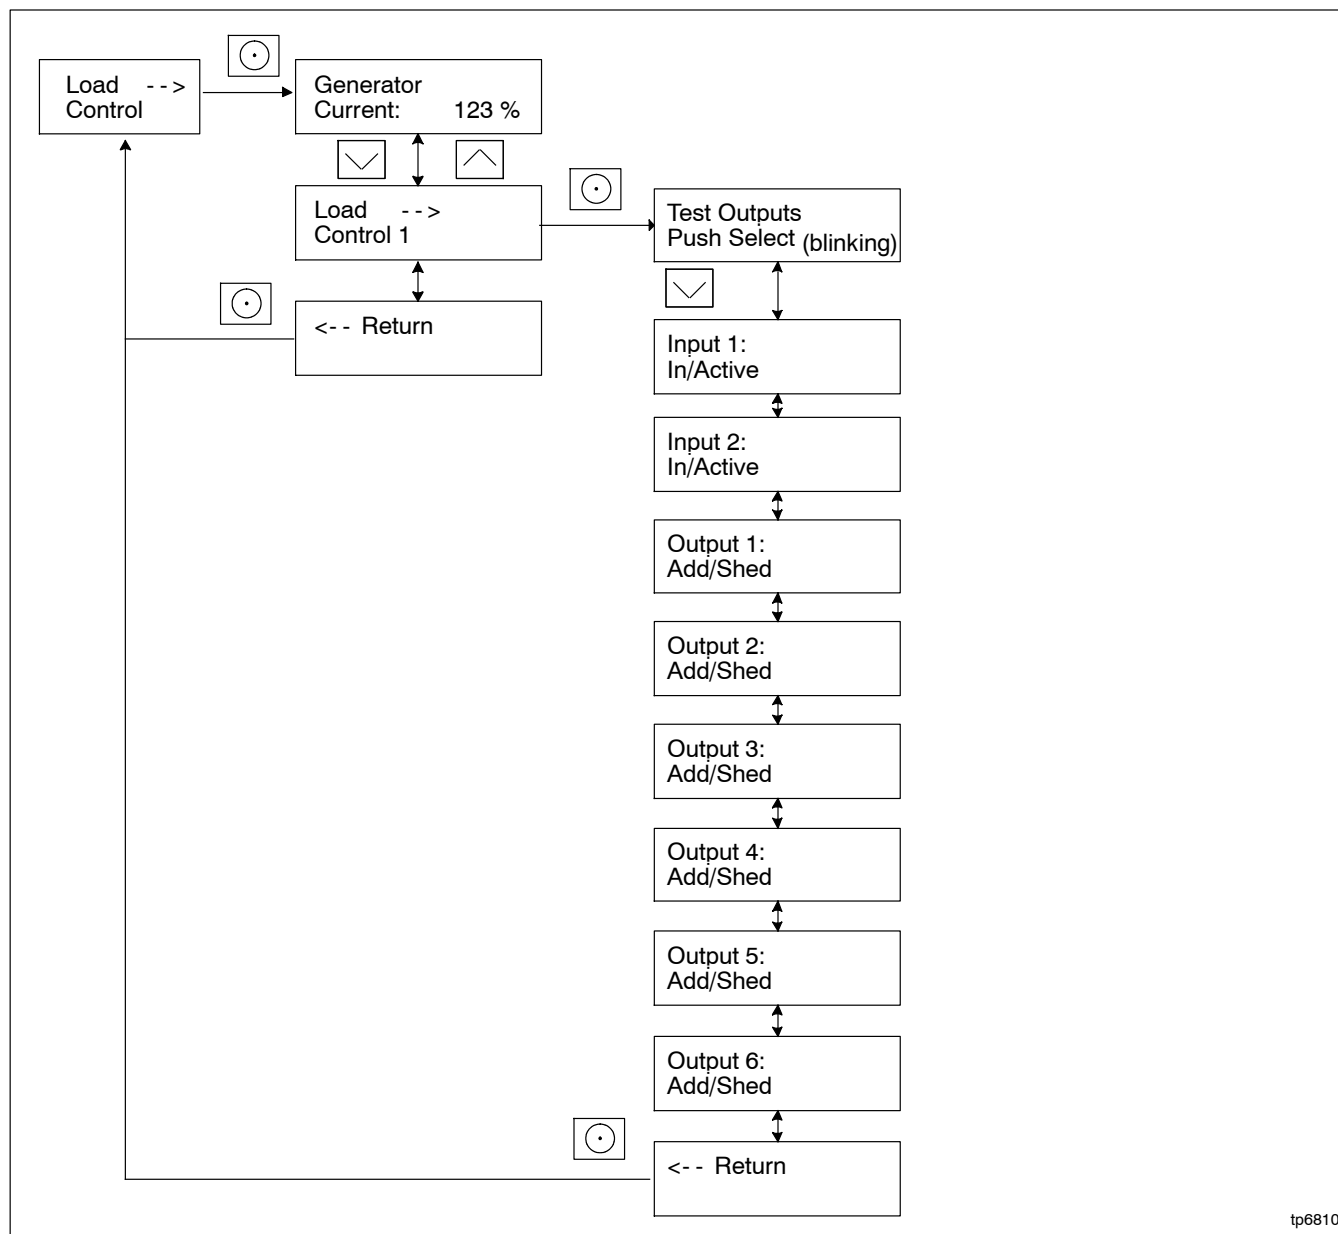 Load - ->
Control
Generator
Current: 123 %
Load - ->
Control 1
<- - Return
Test Outputs
Push Select (blinking)
Input 1:
In/Active
Input 2:
In/Active
Output 1:
Add/Shed
Output 2:
Add/Shed
Output 3:
Add/Shed
Output 4:
Add/Shed
Output 5:
Add/Shed
Output 6:
Add/Shed
<- - Return
tp6810